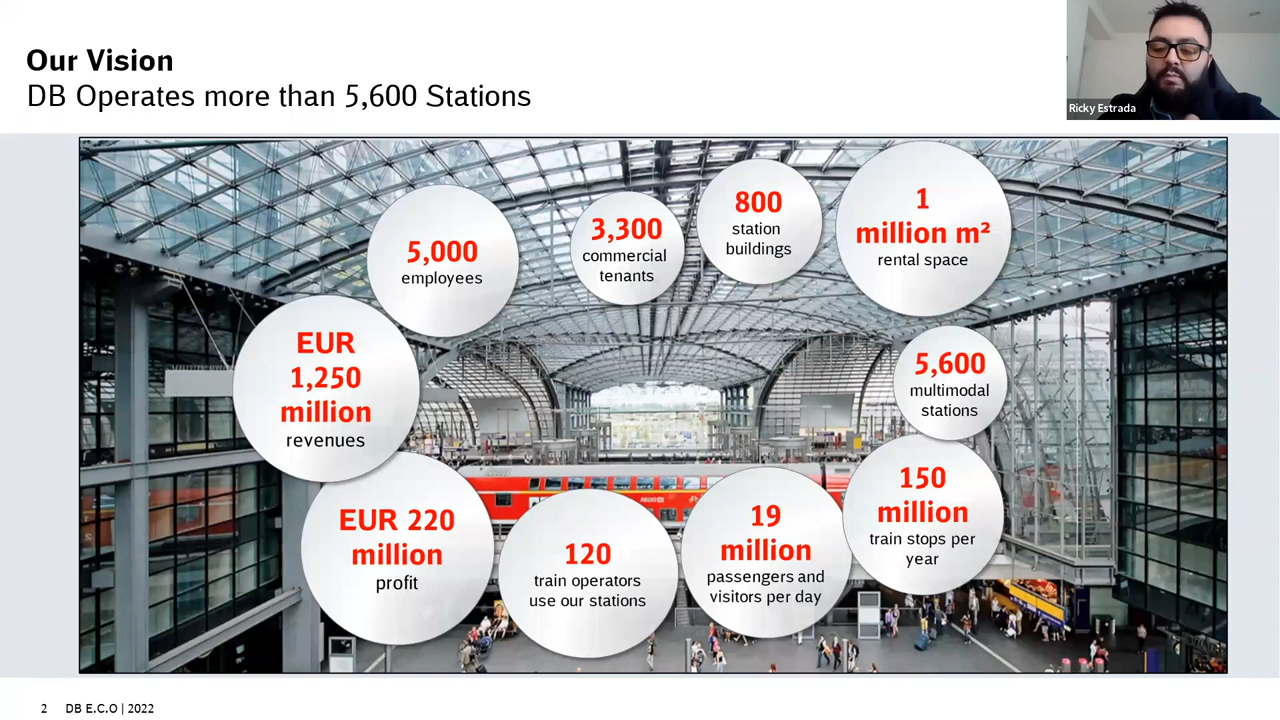 Our Vision
DB Operates more than 5,600 Stations
Ricky Estrada
5,000
employees
3,300
commercial
tenants
800
station
buildings
1
million m²
rental space
EUR
1,250
million
revenues
5,600
multimodal
stations
EUR 220
million
profit
120
train operators
use our stations
19
million
passengers and
visitors per day
150
million
train stops per
year
2 DB E.C.O | 2022